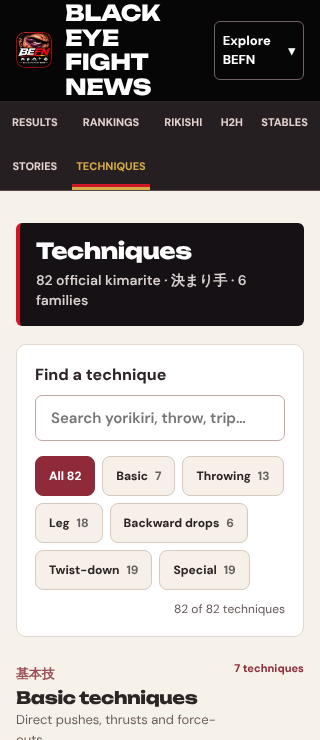 BLACK
EYE
FIGHT
NEWS
Explore
BEFN ▾
BEFN
RESULTS RANKINGS RIKISHI H2H STABLES
STORIES TECHNIQUES
Techniques
82 official kimarite · 決まり手 · 6
families
Find a technique
Search yorikiri, throw, trip...
All 82 Basic 7 Throwing 13
Leg 18 Backward drops 6
Twist-down 19 Special 19
82 of 82 techniques
基本技
7 techniques
Basic techniques
Direct pushes, thrusts and force-
outs.